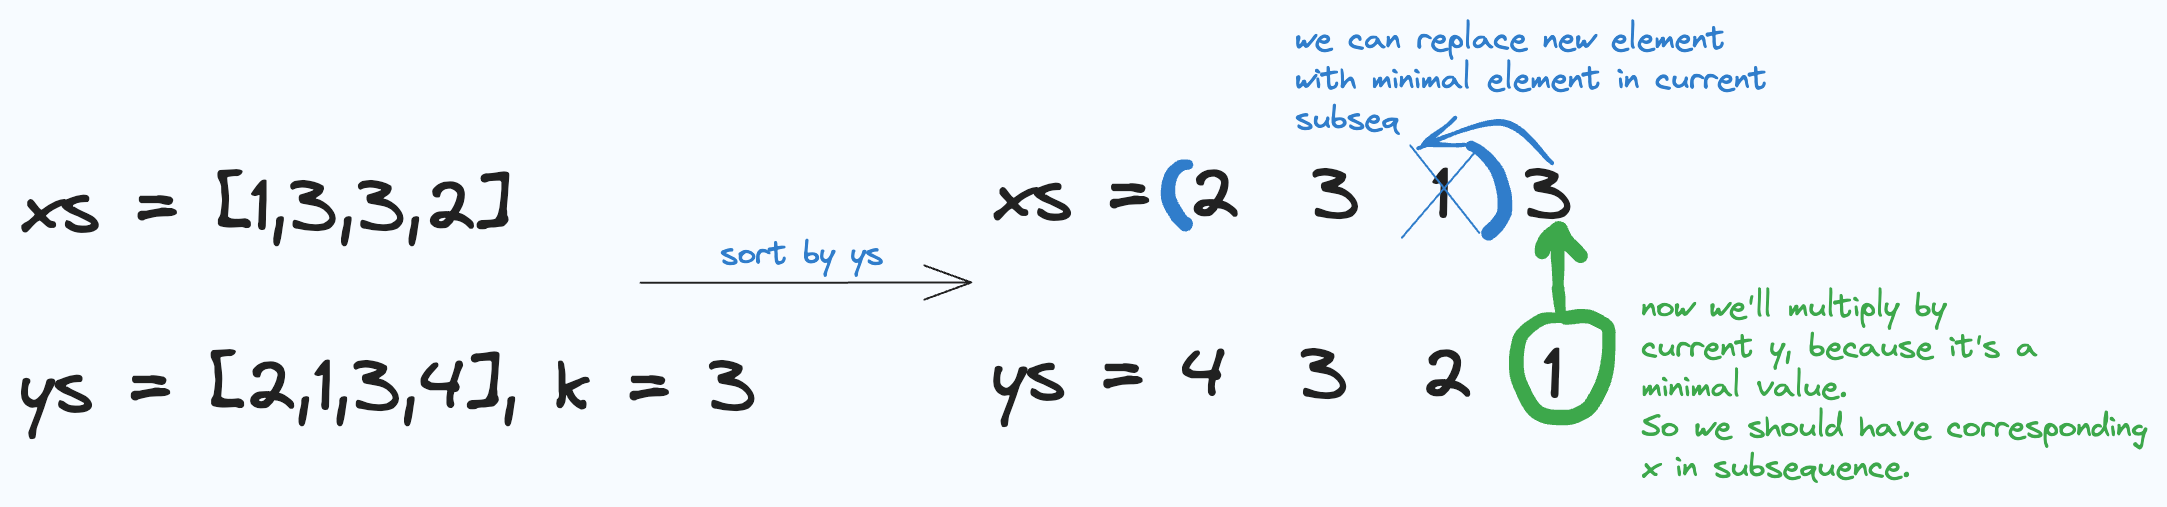 we can replace new element
with minimal element in current
subseq
xs = [1,3,3,2]
xs = (2 3 1) 3
sort by ys
ys = [2,1,3,4], k = 3
ys = 4 3 2 1
now we'll multiply by
current y, because it's a
minimal value.
So we should have corresponding
x in subsequence.